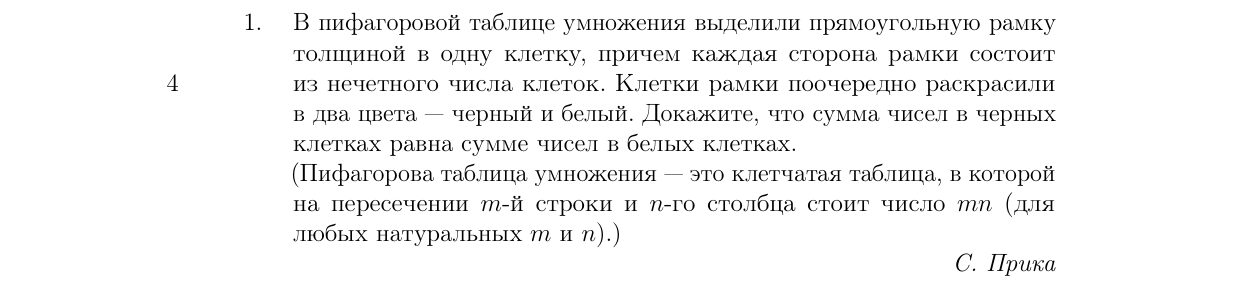 1. В пифагоровой таблице умножения выделили прямоугольную рамку
толщиной в одну клетку, причем каждая сторона рамки состоит
4 из нечетного числа клеток. Клетки рамки поочередно раскрасили
в два цвета — черный и белый. Докажите, что сумма чисел в черных
клетках равна сумме чисел в белых клетках.
(Пифагорова таблица умножения — это клетчатая таблица, в которой
на пересечении m-й строки и n-го столбца стоит число mn (для
любых натуральных m и n).)
С. Прика